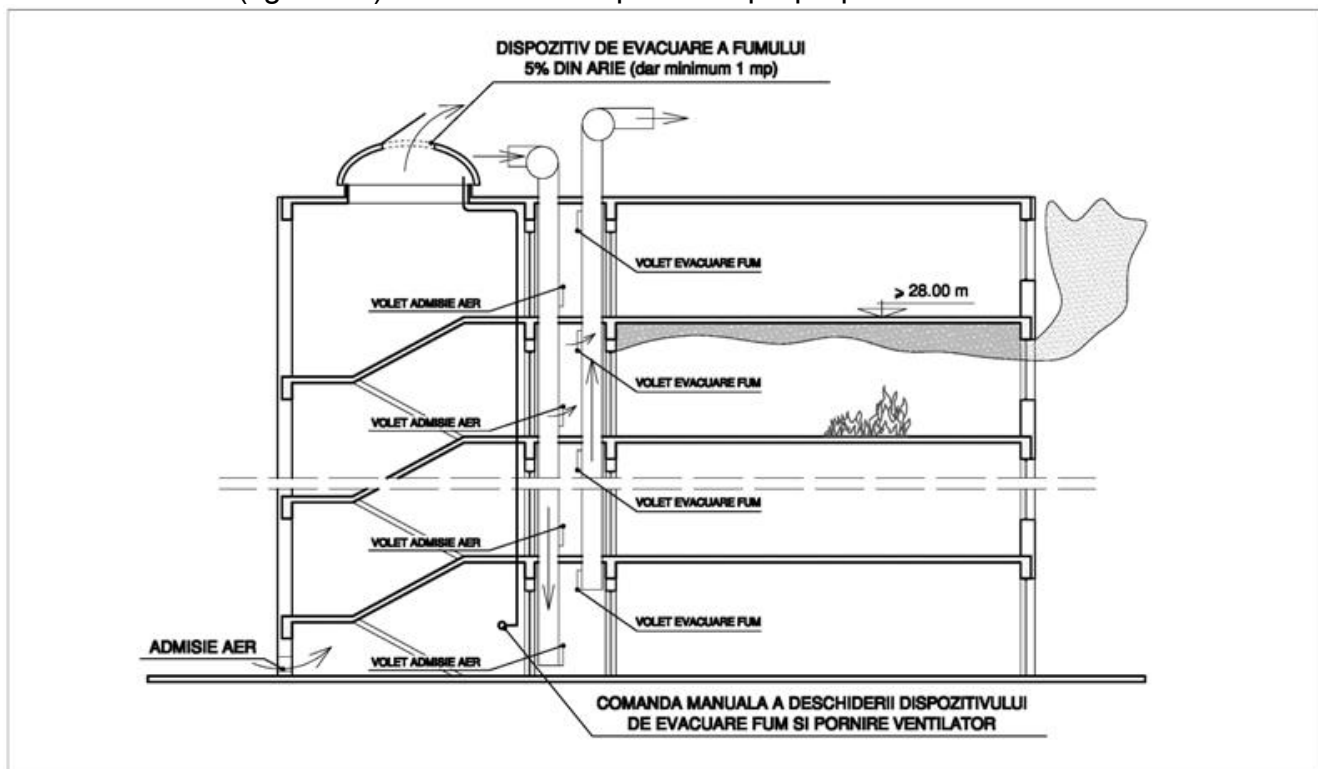 DISPOZITIV DE EVACUARE A FUMULUI
5% DIN ARIE (dar minimum 1 mp)
VOLET EVACUARE FUM
VOLET ADMISIE AER
≥ 28.00 m
VOLET EVACUARE FUM
VOLET ADMISIE AER
VOLET EVACUARE FUM
VOLET ADMISIE AER
VOLET EVACUARE FUM
ADMISIE AER
VOLET ADMISIE AER
COMANDA MANUALA A DESCHIDERII DISPOZITIVULUI
DE EVACUARE FUM SI PORNIRE VENTILATOR